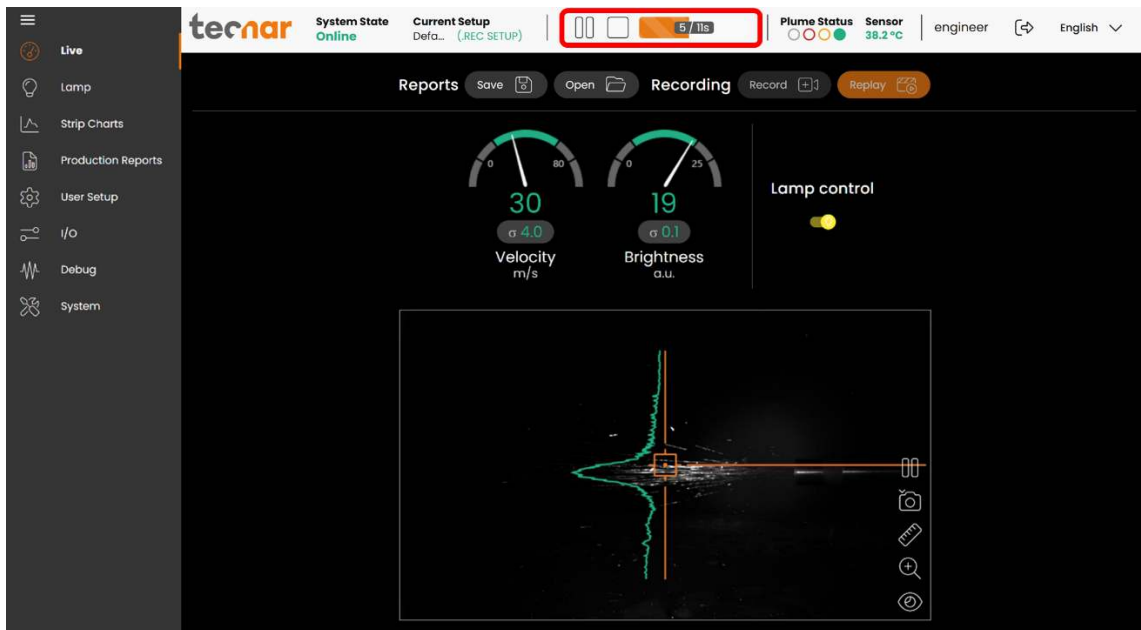 tecnar
System State
Online
Current Setup
Defa... (.REC SETUP)
5 / 11s
Plume Status
Sensor
38.2 °C
engineer
English
Live
Lamp
Strip Charts
Production Reports
User Setup
I/O
Debug
System
Reports Save Open Recording Record Replay
0 80
30
σ 4.0
Velocity
m/s
0 25
19
σ 0.1
Brightness
a.u.
Lamp control